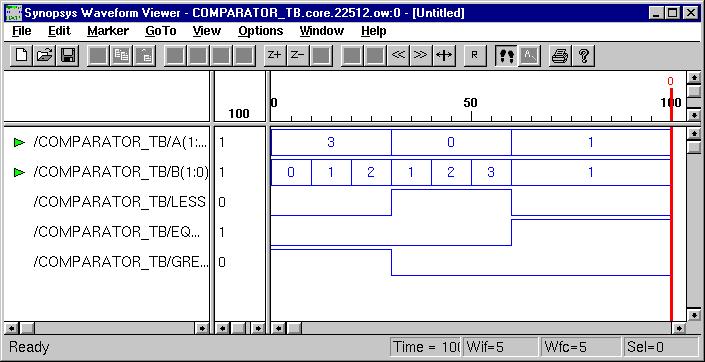 Synopsys Waveform Viewer - COMPARATOR_TB.core.22512.ow:0 - [Untitled]
File Edit Marker GoTo View Options Window Help
Z+ Z- << >> R A ?
0
100 0 50 100
/COMPARATOR_TB/A(1:... 1 3 0 1
/COMPARATOR_TB/B(1:0) 1 0 1 2 1 2 3 1
/COMPARATOR_TB/LESS 0
/COMPARATOR_TB/EQ... 1
/COMPARATOR_TB/GRE... 0
Ready Time = 100 Wif=5 Wfc=5 Sel=0